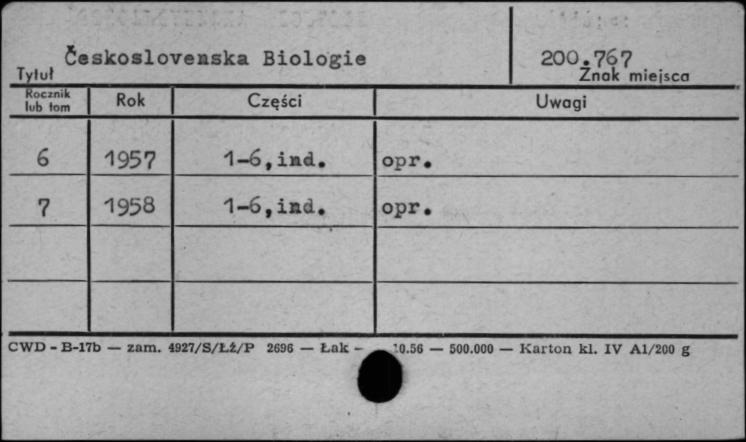 Československa Biologie 200.767
Tytuł Znak miejsca
Rocznik lub tom Rok Części Uwagi
6 1957 1-6,ind. opr.
7 1958 1-6,ind. opr.
CWD - B-17b — zam. 4927/S/ŁŻ/P 2696 — Łak - 10.56 — 500.000 — Karton kl. IV A1/200 g